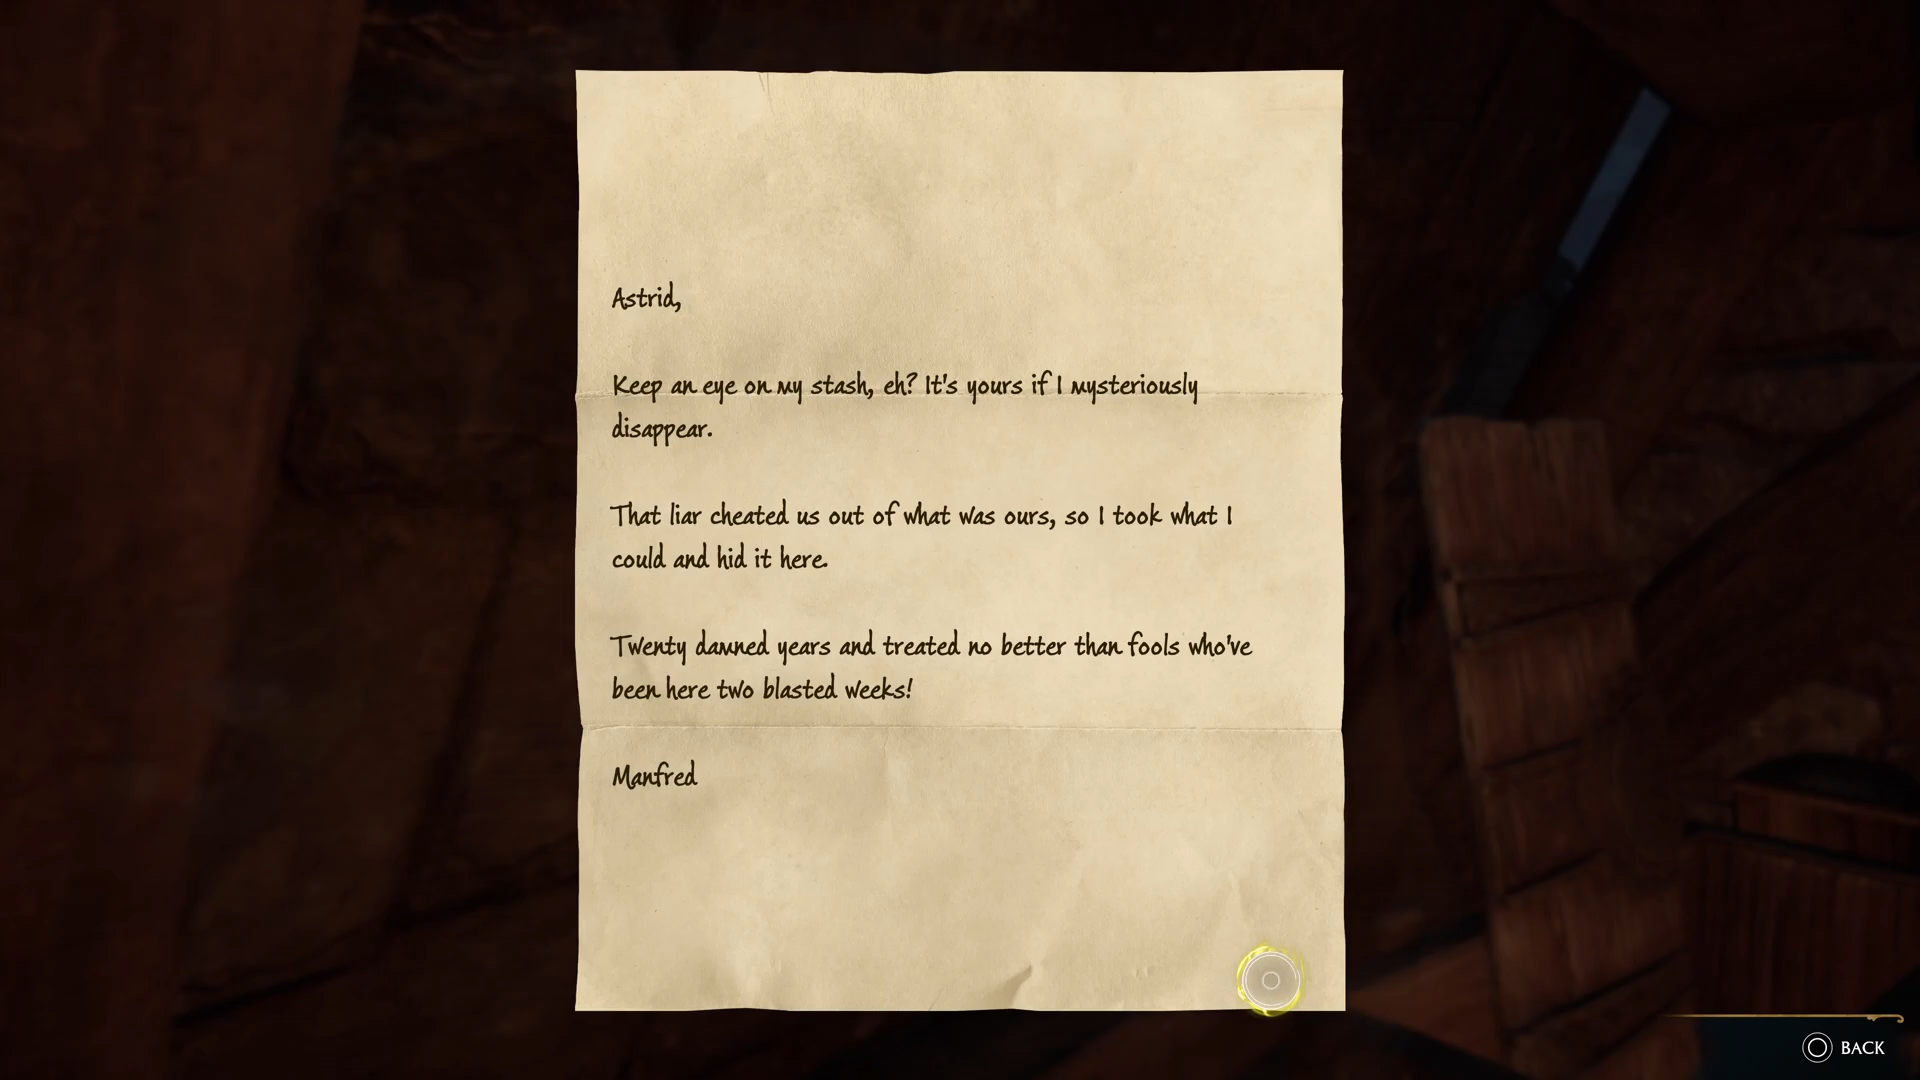 Astrid,
Keep an eye on my stash, eh? It's yours if I mysteriously
disappear.
That liar cheated us out of what was ours, so I took what I
could and hid it here.
Twenty damned years and treated no better than fools who've
been here two blasted weeks!
Manfred
BACK